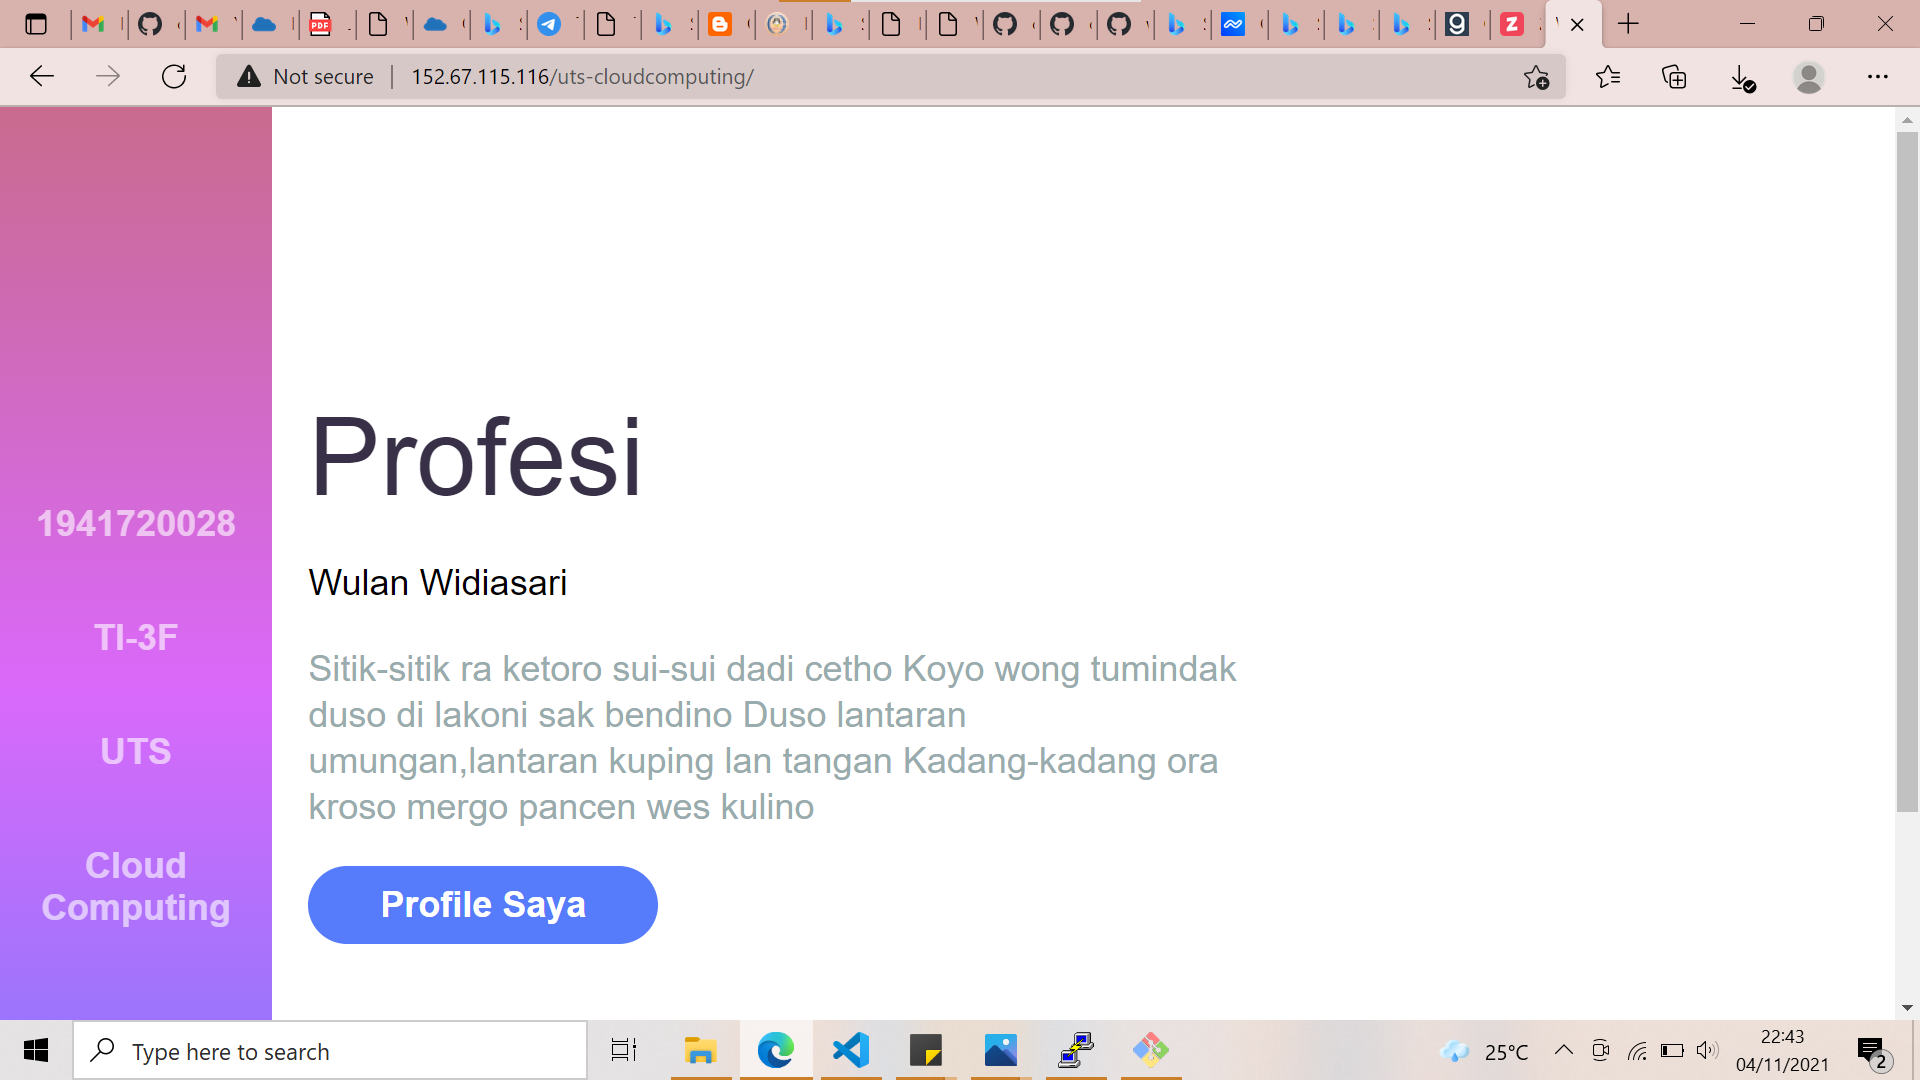 Not secure
152.67.115.116/uts-cloudcomputing/
1941720028
TI-3F
UTS
Cloud
Computing
Profesi
Wulan Widiasari
Sitik-sitik ra ketoro sui-sui dadi cetho Koyo wong tumindak
duso di lakoni sak bendino Duso lantaran
umungan,lantaran kuping lan tangan Kadang-kadang ora
kroso mergo pancen wes kulino
Profile Saya
Type here to search
25°C
22:43
04/11/2021
2